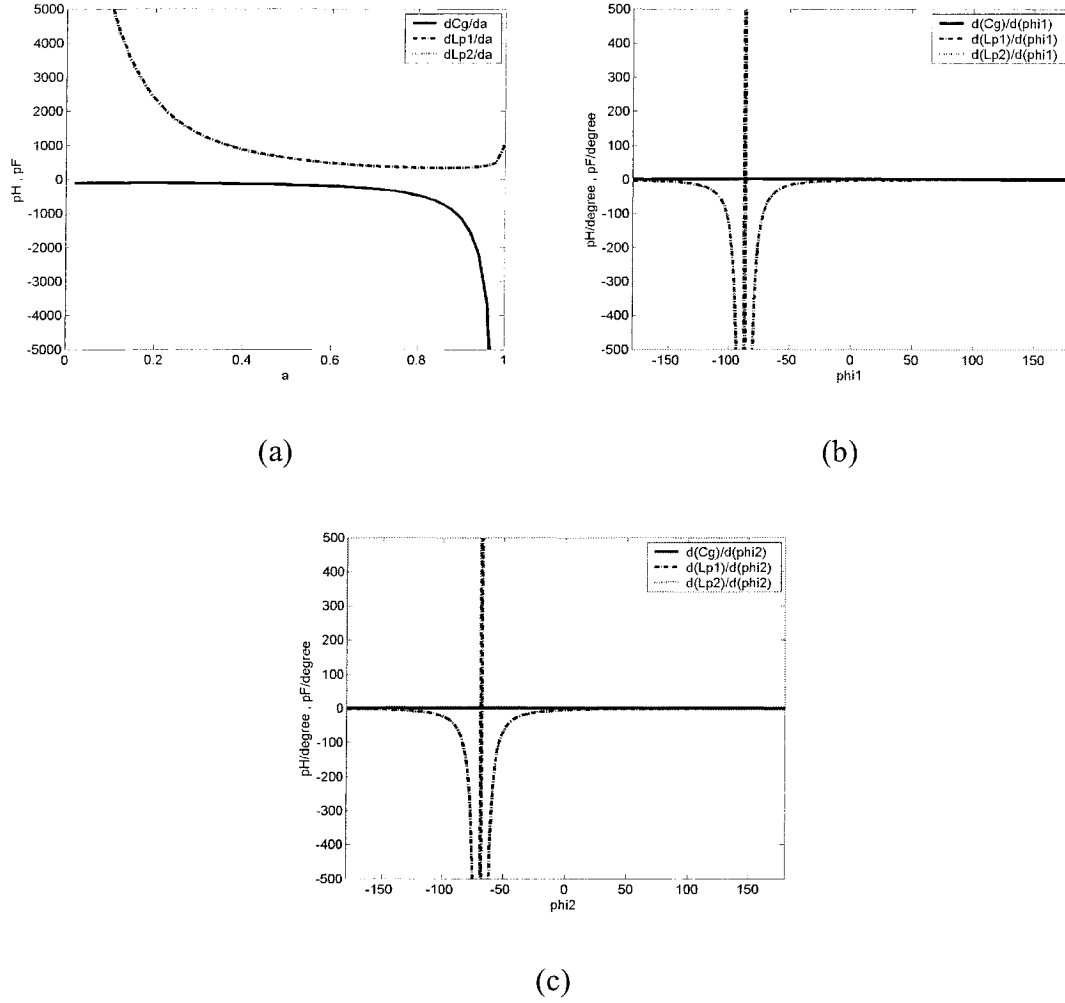 5000
4000
3000
2000
1000
0
-1000
-2000
-3000
-4000
-5000
pH , pF
0
0.2
0.4
0.6
0.8
1
a
dCg/da
dLp1/da
dLp2/da
(a)
500
400
300
200
100
0
-100
-200
-300
-400
-500
pH/degree , pF/degree
-150
-100
-50
0
50
100
150
phi1
d(Cg)/d(phi1)
d(Lp1)/d(phi1)
d(Lp2)/d(phi1)
(b)
500
400
300
200
100
0
-100
-200
-300
-400
-500
pH/degree , pF/degree
-150
-100
-50
0
50
100
150
phi2
d(Cg)/d(phi2)
d(Lp1)/d(phi2)
d(Lp2)/d(phi2)
(c)